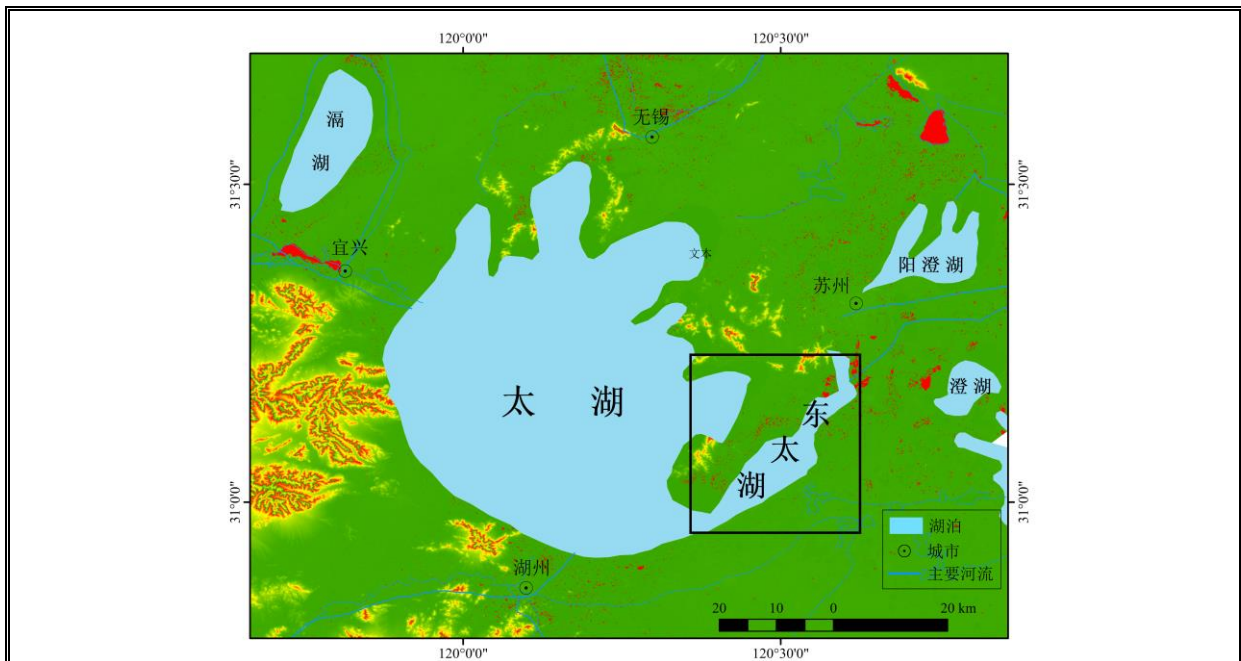 120°0'0" 120°30'0"
滆
湖
无锡
31°30'0" 31°30'0"
宜兴
文本
阳澄湖
苏州
太 湖
澄湖
东
太
湖
31°0'0" 31°0'0"
湖泊
城市
主要河流
湖州
20 10 0 20 km
120°0'0" 120°30'0"